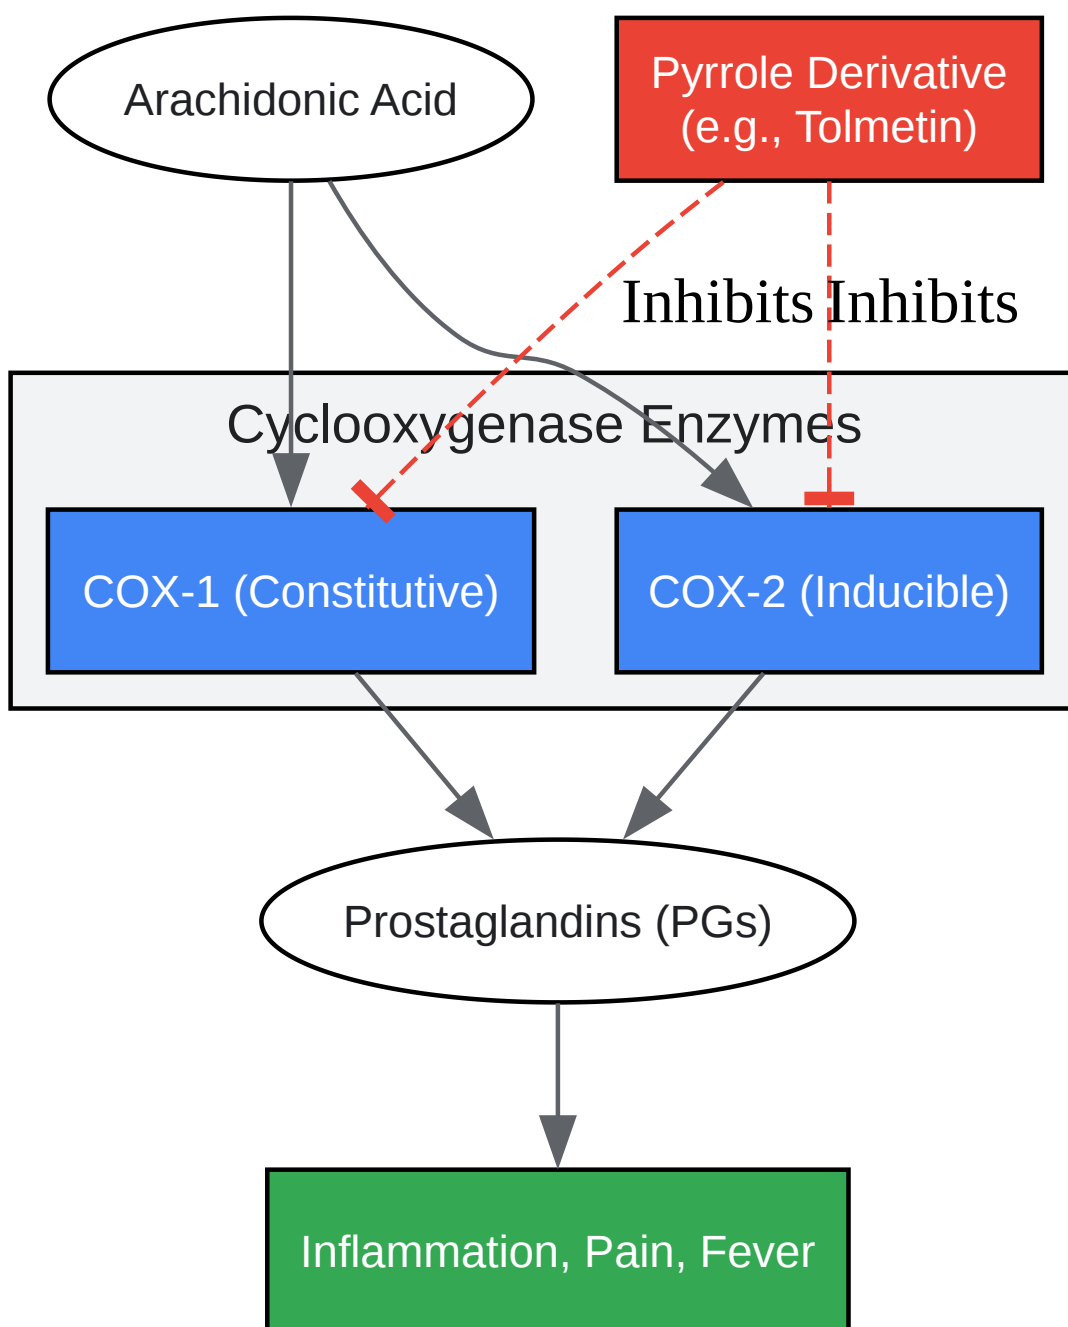 Arachidonic Acid
Pyrrole Derivative
(e.g., Tolmetin)
Inhibits
Inhibits
Cyclooxygenase Enzymes
COX-1 (Constitutive)
COX-2 (Inducible)
Prostaglandins (PGs)
Inflammation, Pain, Fever